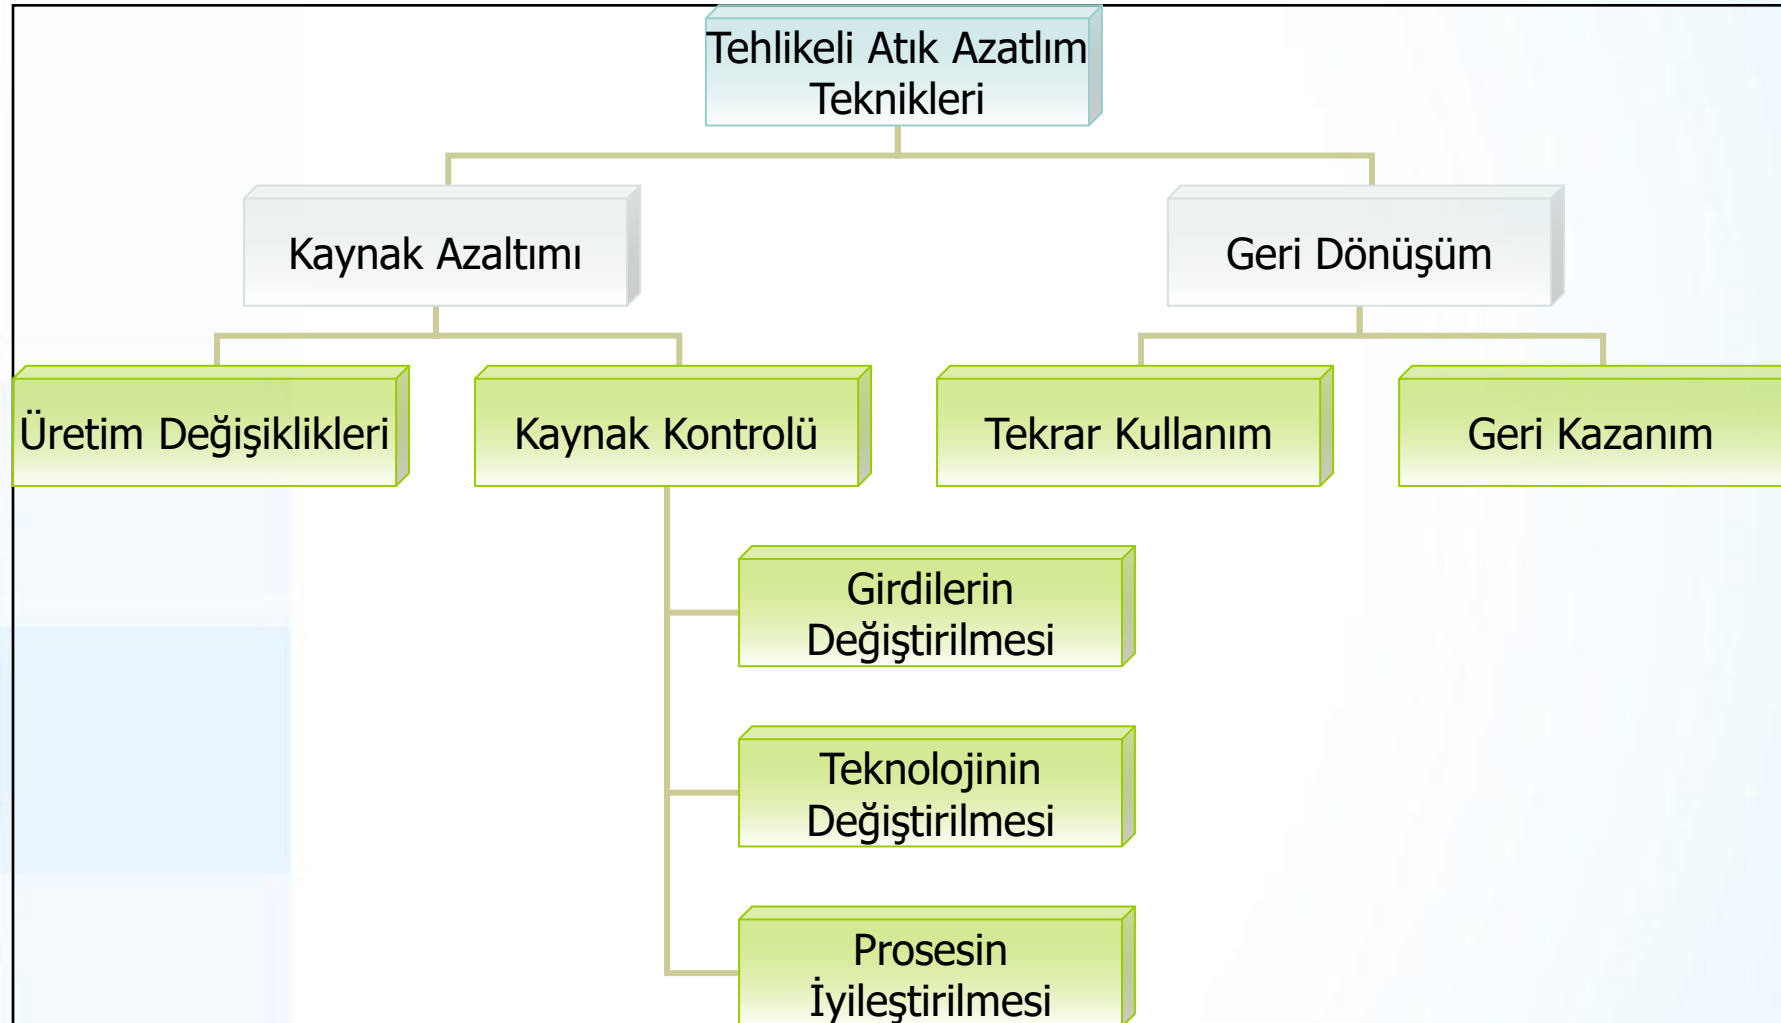 Tehlikeli Atık Azatlım
Teknikleri
Kaynak Azaltımı
Geri Dönüşüm
Üretim Değişiklikleri
Kaynak Kontrolü
Tekrar Kullanım
Geri Kazanım
Girdilerin
Değiştirilmesi
Teknolojinin
Değiştirilmesi
Prosesin
İyileştirilmesi